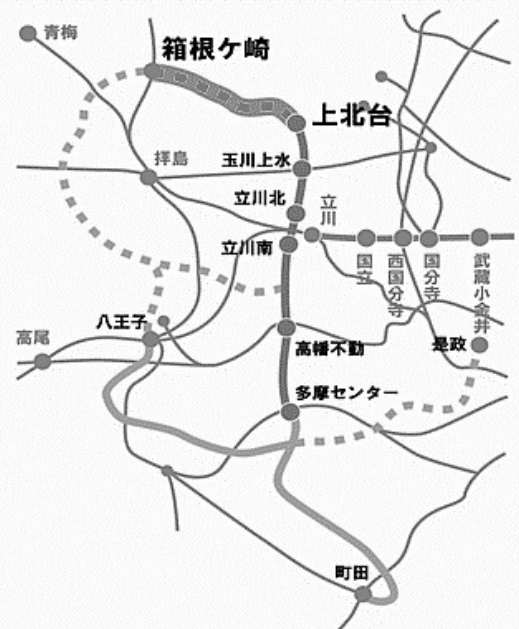 青梅
箱根ケ崎
上北台
拝島
玉川上水
立川北
立川
立川南
国立
西国分寺
国分寺
武蔵小金井
八王子
高尾
高幡不動
是政
多摩センター
町田